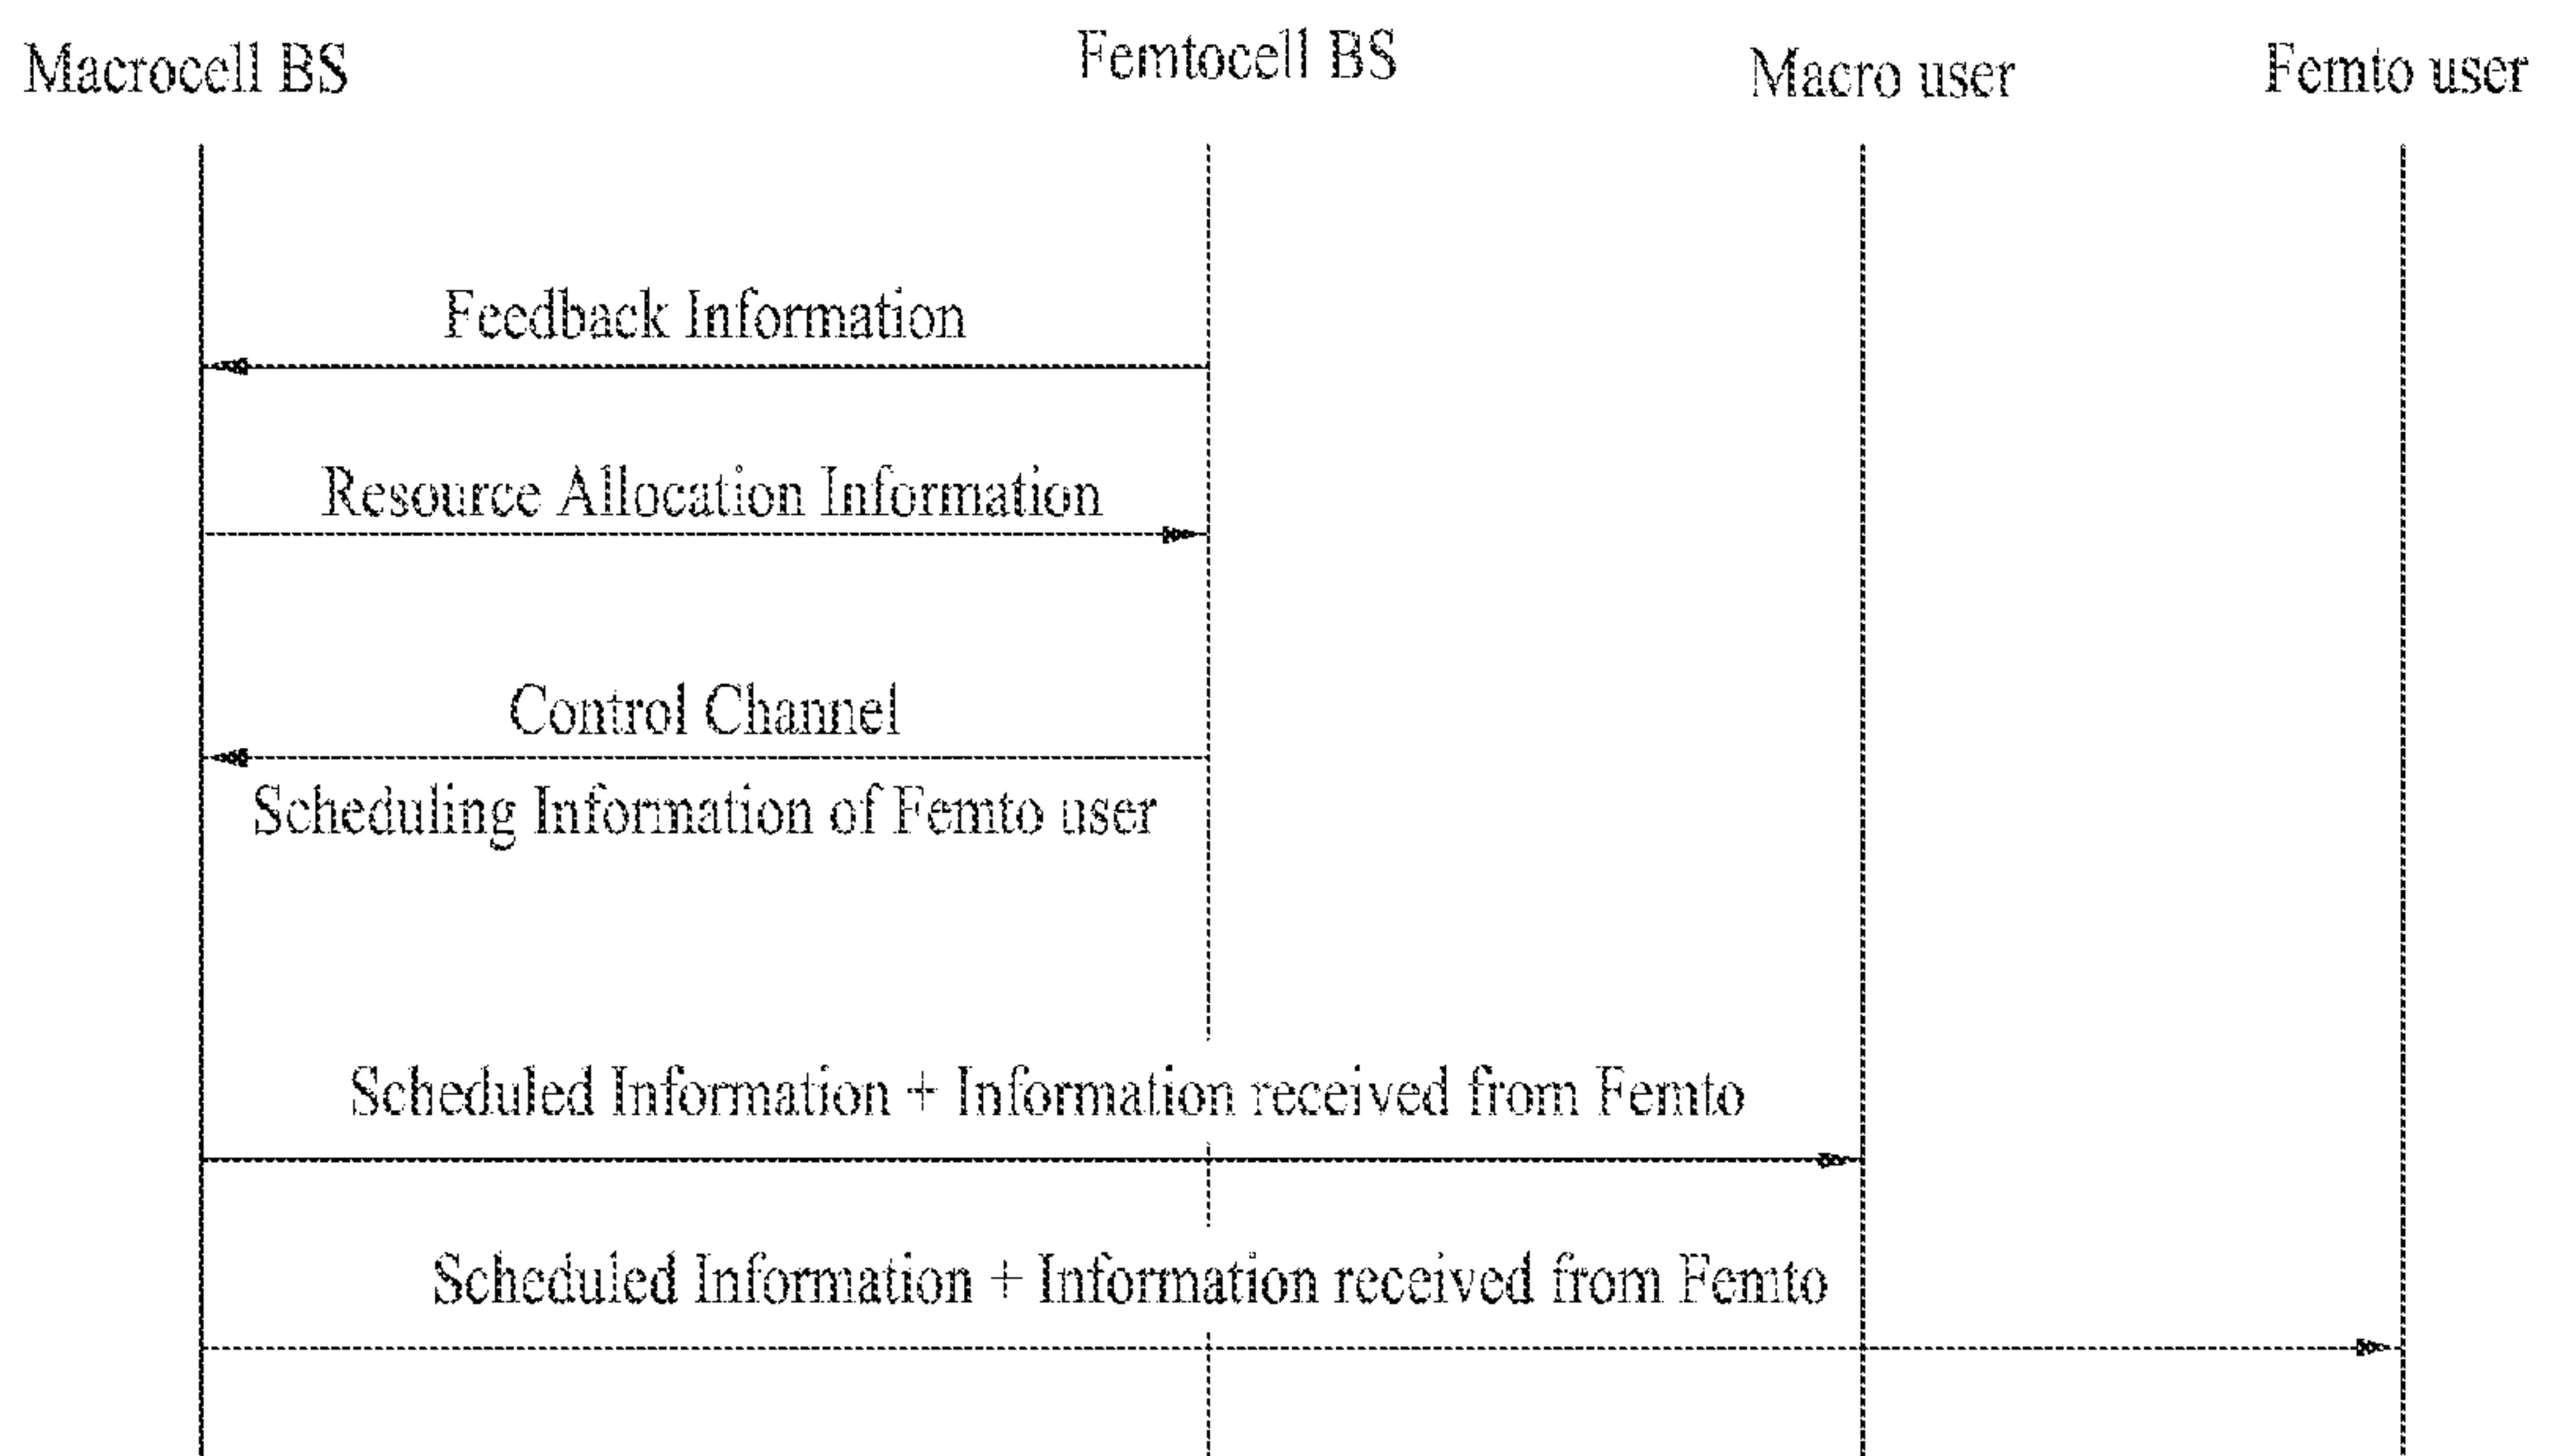 Macrocell BS
Femtocell BS
Macro user
Femto user
Feedback Information
Resource Allocation Information
Control Channel
Scheduling Information of Femto user
Scheduled Information + Information received from Femto
Scheduled Information + Information received from Femto